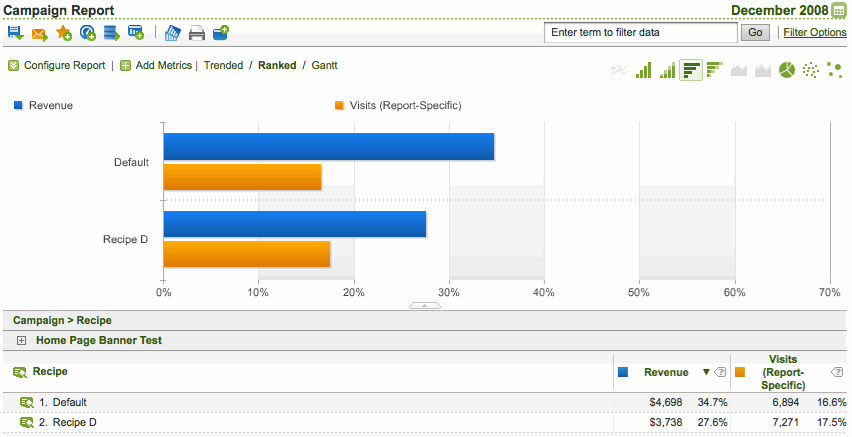 Campaign Report December 2008
Enter term to filter data Go | Filter Options
Configure Report | Add Metrics | Trended / Ranked / Gantt
Revenue Visits (Report-Specific)
Default
Recipe D
0% 10% 20% 30% 40% 50% 60% 70%
Campaign > Recipe
Home Page Banner Test
Recipe Revenue Visits (Report-Specific)
1. Default $4,698 34.7% 6,894 16.6%
2. Recipe D $3,738 27.6% 7,271 17.5%